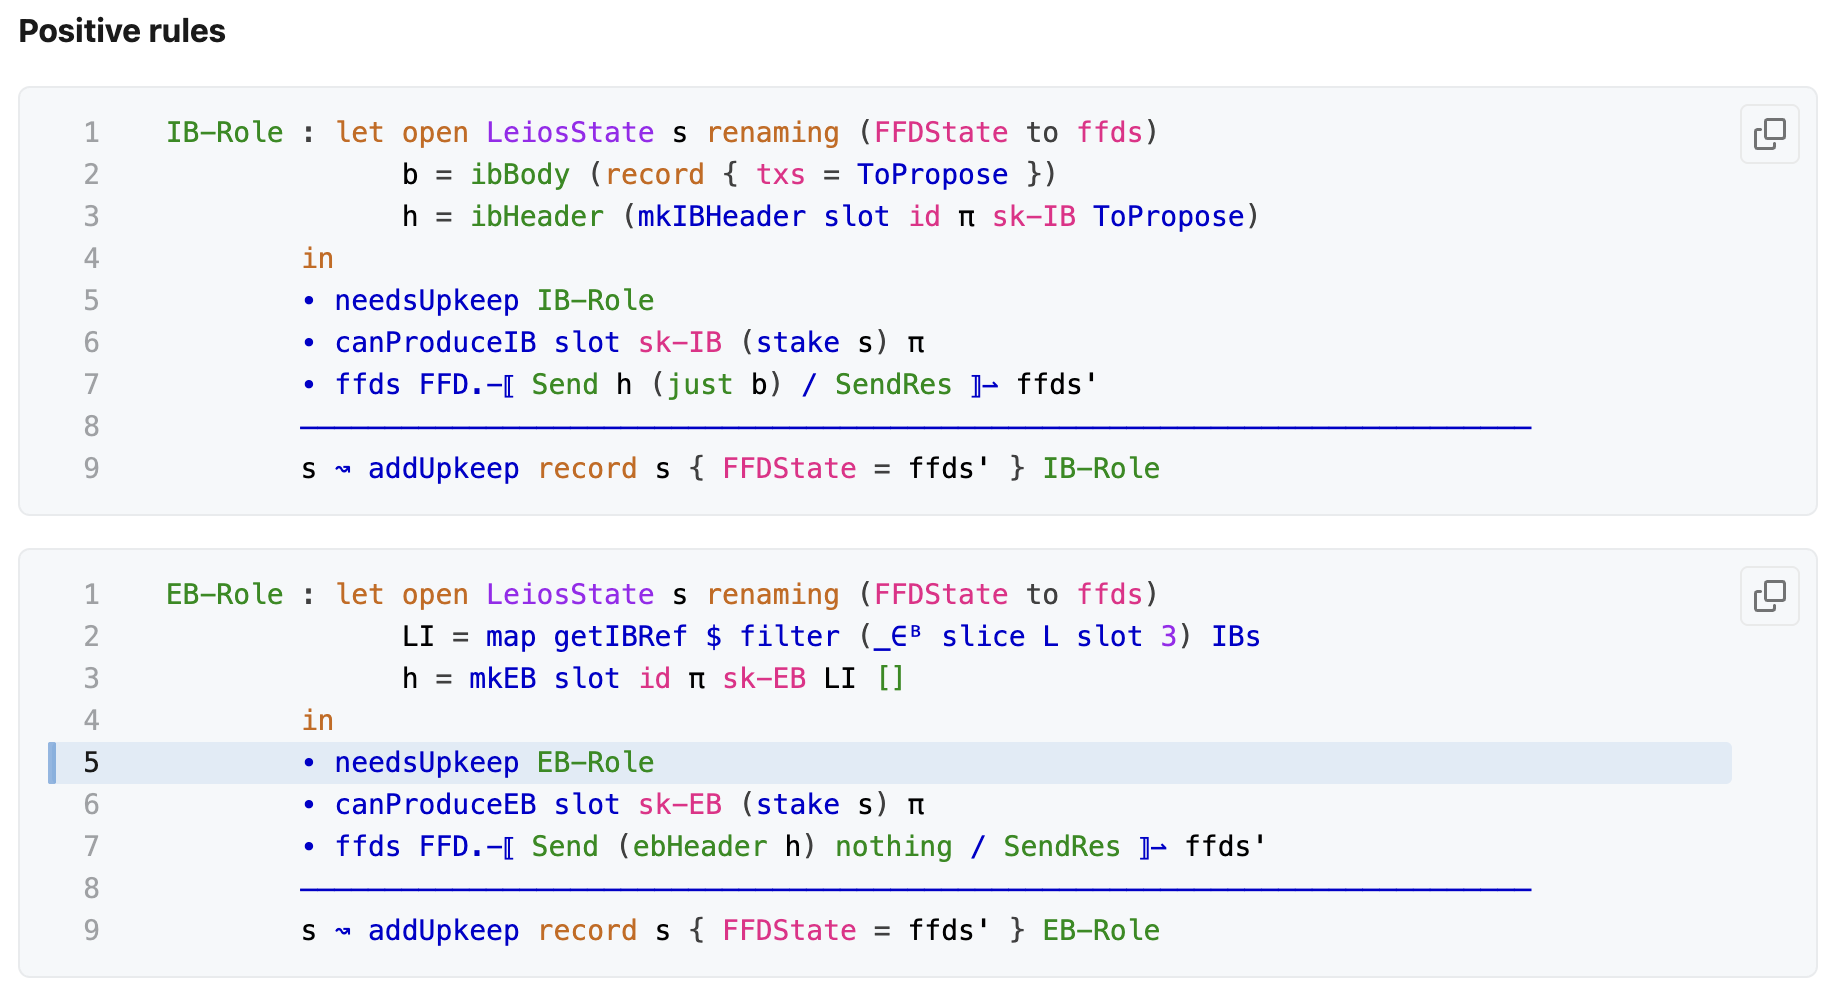 Positive rules
1 IB-Role : let open LeiosState s renaming (FFDState to ffds)
2 b = ibBody (record { txs = ToPropose })
3 h = ibHeader (mkIBHeader slot id π sk-IB ToPropose)
4 in
5 • needsUpkeep IB-Role
6 • canProduceIB slot sk-IB (stake s) π
7 • ffds FFD.-⟦ Send h (just b) / SendRes ⟧⇀ ffds'
8 ─────────────────────────────────────────────────────────────────────────
9 s ↝ addUpkeep record s { FFDState = ffds' } IB-Role
1 EB-Role : let open LeiosState s renaming (FFDState to ffds)
2 LI = map getIBRef $ filter (_∈ᴮ slice L slot 3) IBs
3 h = mkEB slot id π sk-EB LI []
4 in
5 • needsUpkeep EB-Role
6 • canProduceEB slot sk-EB (stake s) π
7 • ffds FFD.-⟦ Send (ebHeader h) nothing / SendRes ⟧⇀ ffds'
8 ─────────────────────────────────────────────────────────────────────────
9 s ↝ addUpkeep record s { FFDState = ffds' } EB-Role